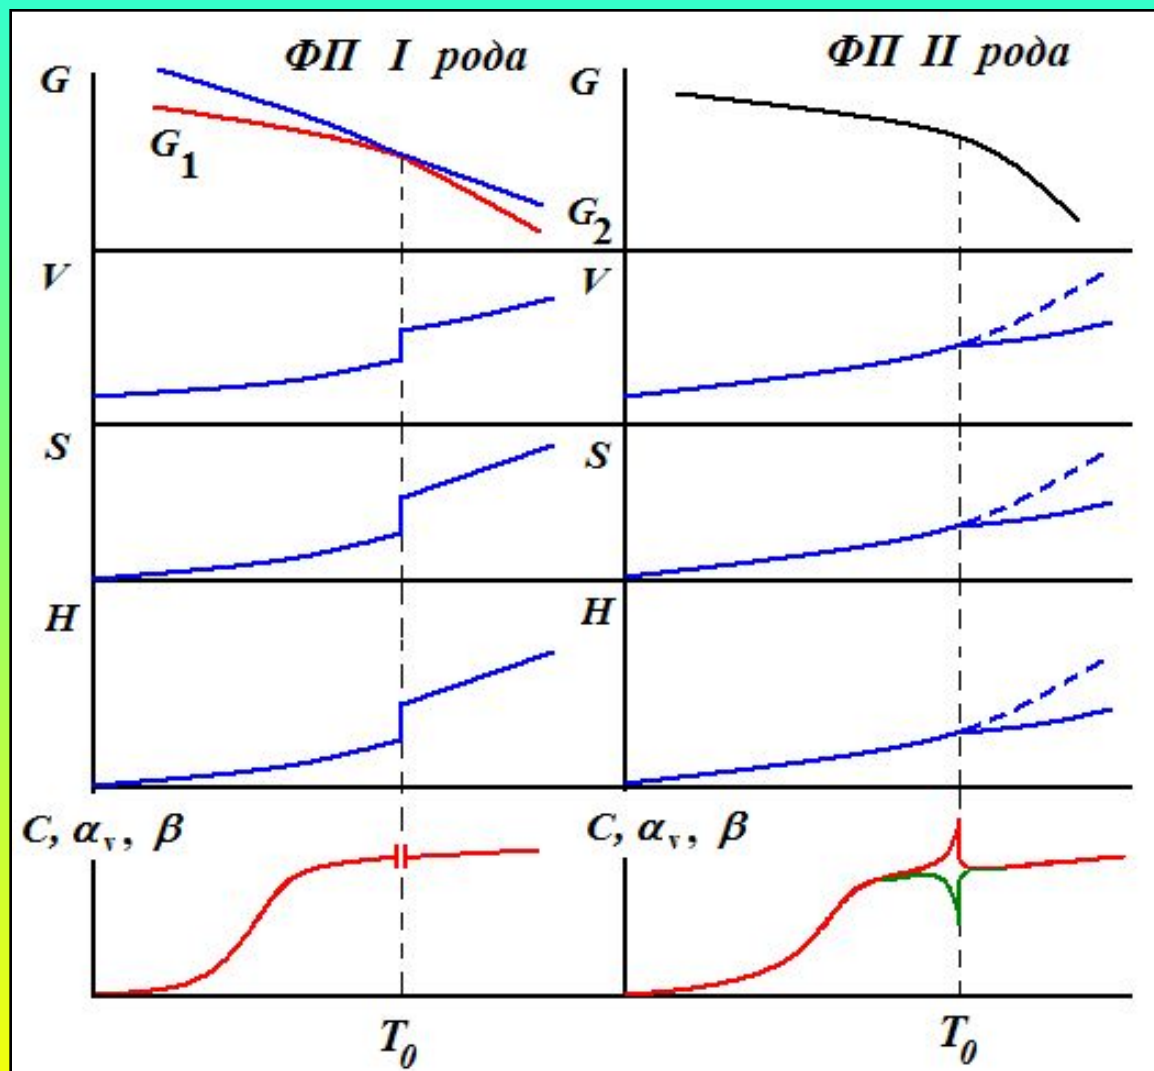 ФП I рода
ФП II рода
G
G
G1
G2
V
V
S
S
H
H
C, αv, β
C, αv, β
T0
T0